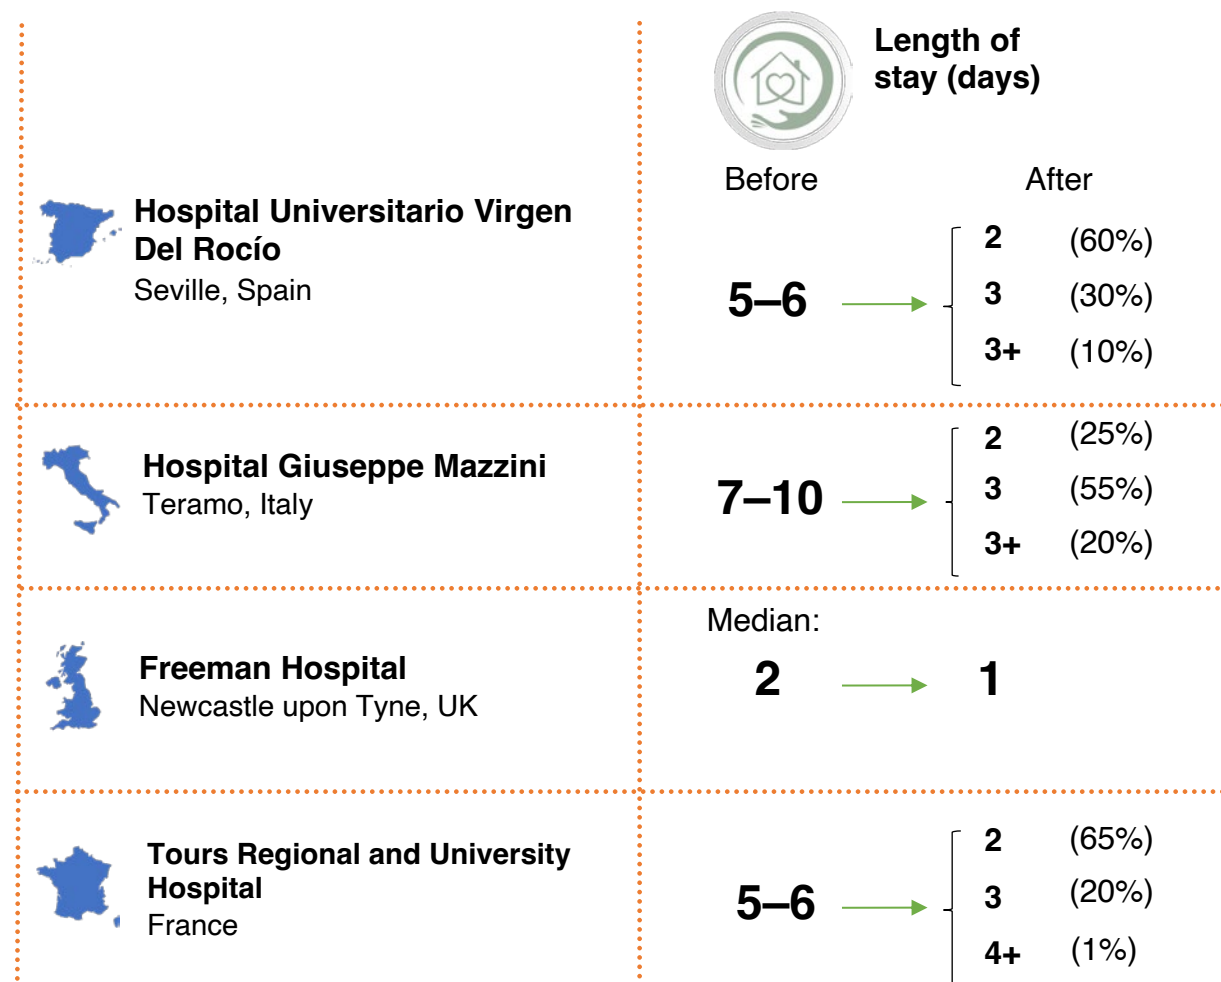 Length of
stay (days)
Before
After
Hospital Universitario Virgen
Del Rocío
Seville, Spain
5–6
2 (60%)
3 (30%)
3+ (10%)
Hospital Giuseppe Mazzini
Teramo, Italy
7–10
2 (25%)
3 (55%)
3+ (20%)
Freeman Hospital
Newcastle upon Tyne, UK
Median:
2
1
Tours Regional and University
Hospital
France
5–6
2 (65%)
3 (20%)
4+ (1%)